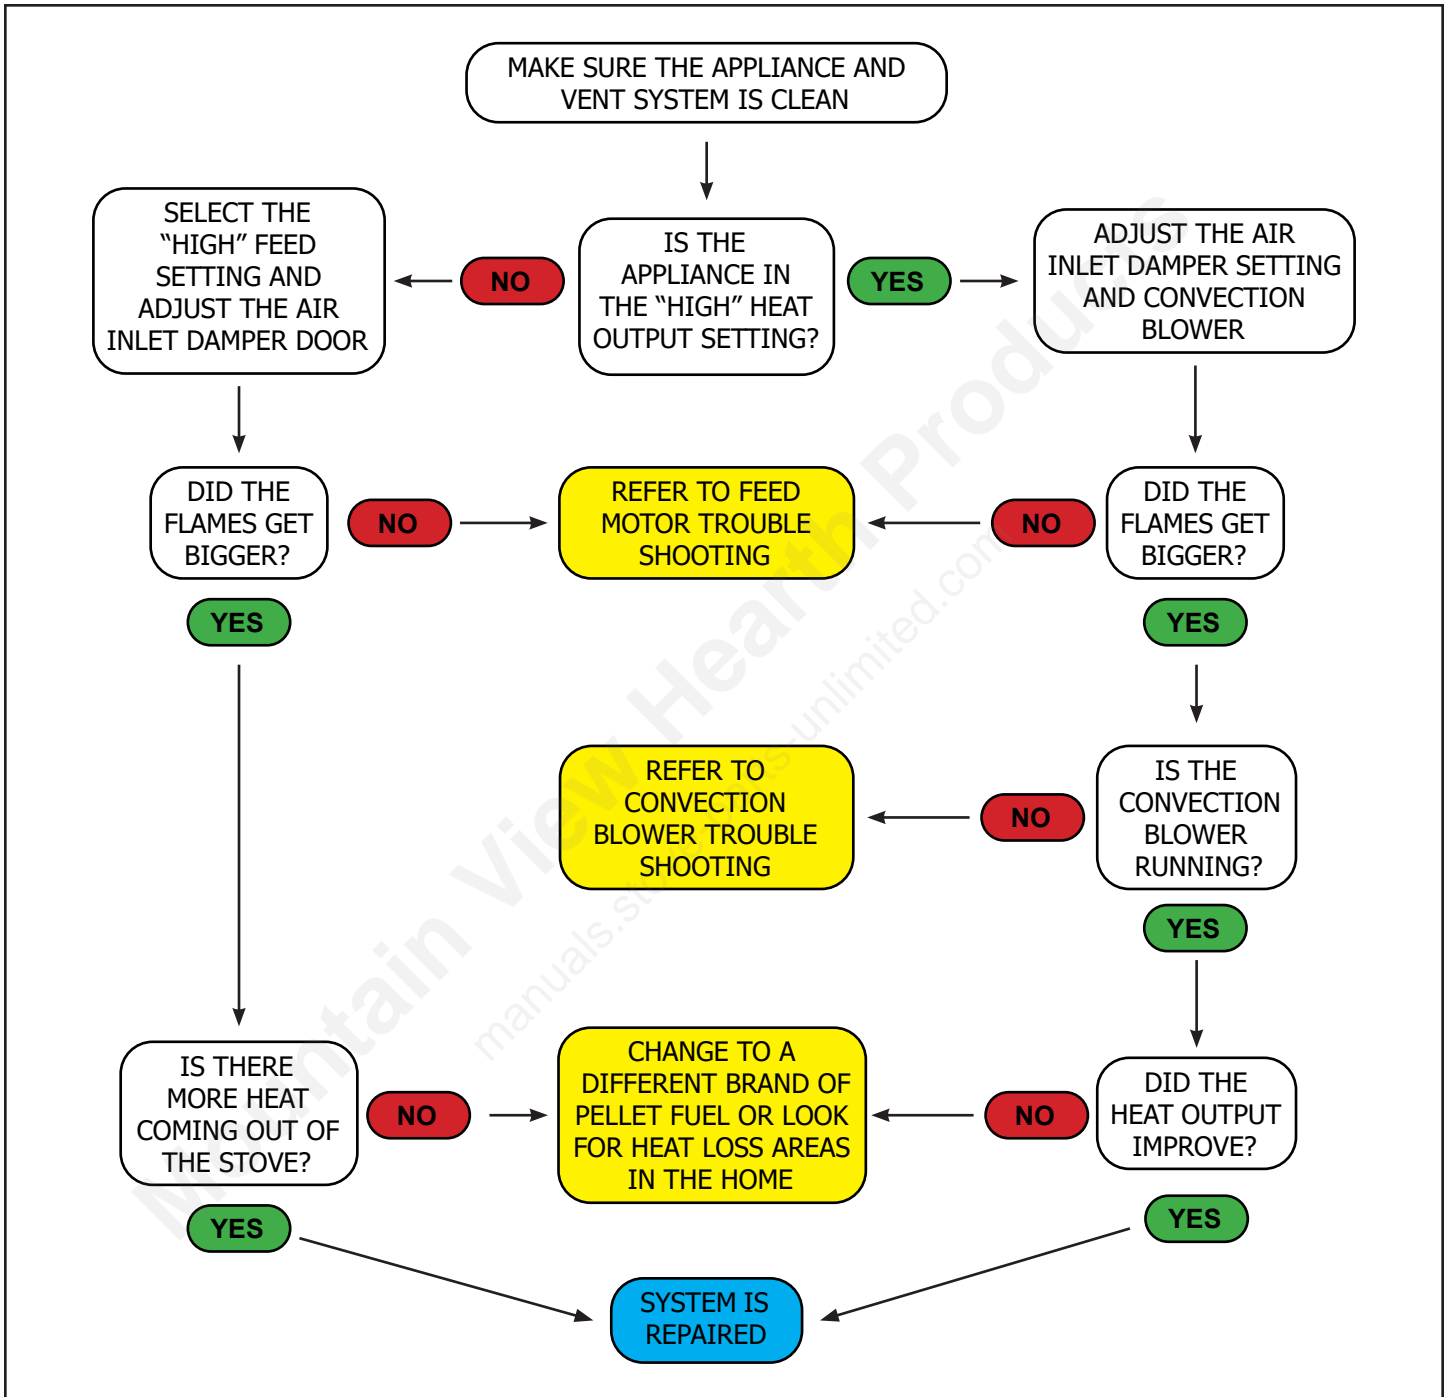 MAKE SURE THE APPLIANCE AND
VENT SYSTEM IS CLEAN
SELECT THE
“HIGH” FEED
SETTING AND
ADJUST THE AIR
INLET DAMPER DOOR
NO
IS THE
APPLIANCE IN
THE “HIGH” HEAT
OUTPUT SETTING?
YES
ADJUST THE AIR
INLET DAMPER SETTING
AND CONVECTION
BLOWER
DID THE
FLAMES GET
BIGGER?
NO
REFER TO FEED
MOTOR TROUBLE
SHOOTING
NO
DID THE
FLAMES GET
BIGGER?
YES
YES
REFER TO
CONVECTION
BLOWER TROUBLE
SHOOTING
NO
IS THE
CONVECTION
BLOWER
RUNNING?
YES
IS THERE
MORE HEAT
COMING OUT OF
THE STOVE?
NO
CHANGE TO A
DIFFERENT BRAND OF
PELLET FUEL OR LOOK
FOR HEAT LOSS AREAS
IN THE HOME
NO
DID THE
HEAT OUTPUT
IMPROVE?
YES
YES
SYSTEM IS
REPAIRED
Mountain View Hearth Products
manuals.stove-parts-unlimited.com